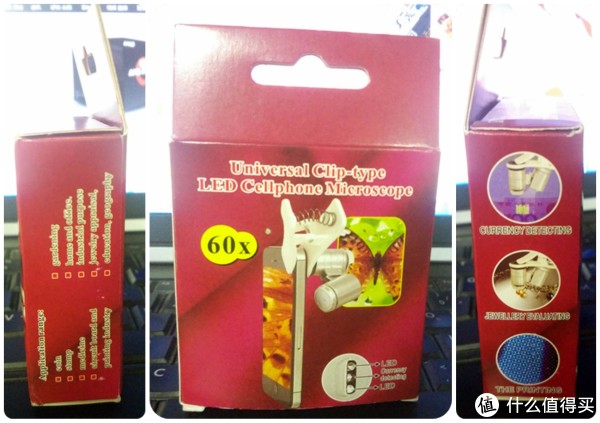 Application range:
coin
stamp
medicine
circuit board and
printing industry
gardening
home and office.
industrial purpose
jewelry appraisal,
education, geography
Universal Clip-type
LED Cellphone Microscope
60x
LED
Currency
detecting
LED
CURRENCY DETECTING
JEWELLERY EVALUATING
THE PRINTING
值 什么值得买